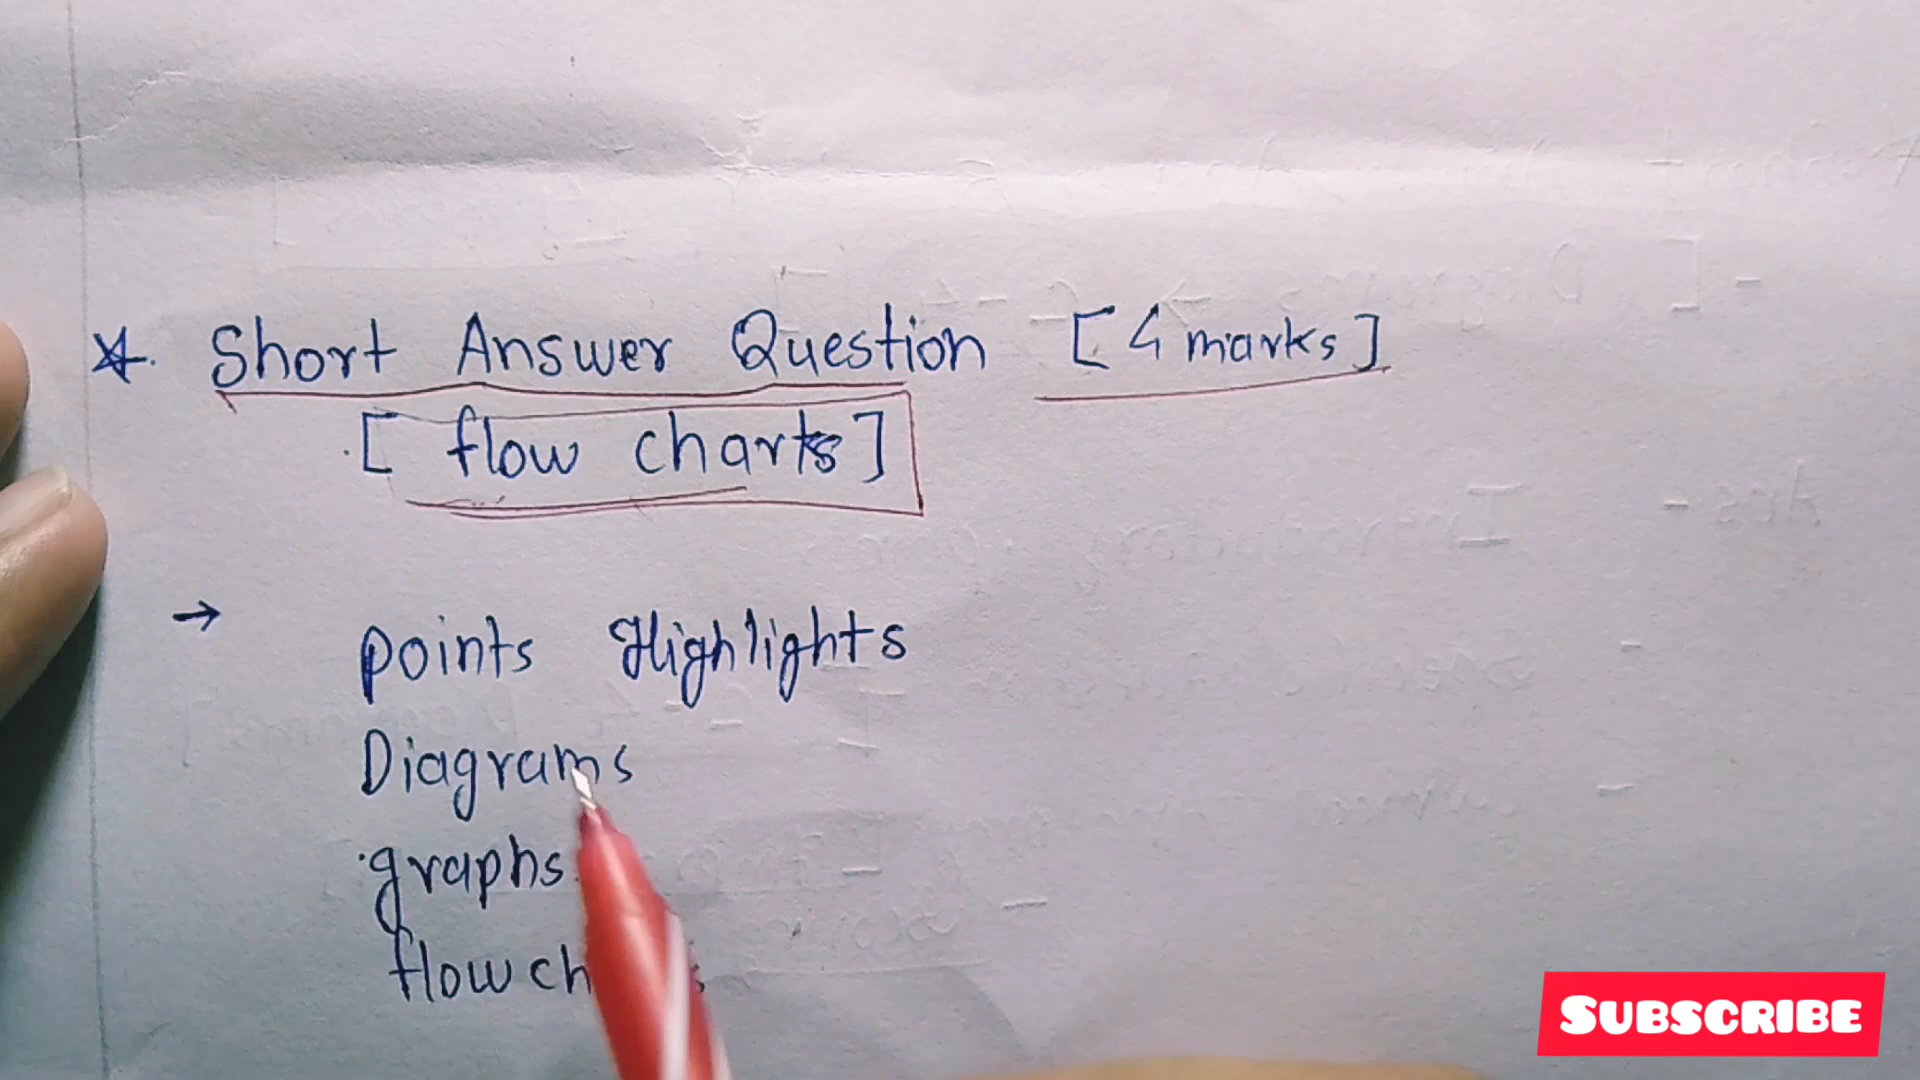 Short Answer Question [4 marks]
[flow charts]
→ points Highlights
Diagrams
graphs
SUBSCRIBE